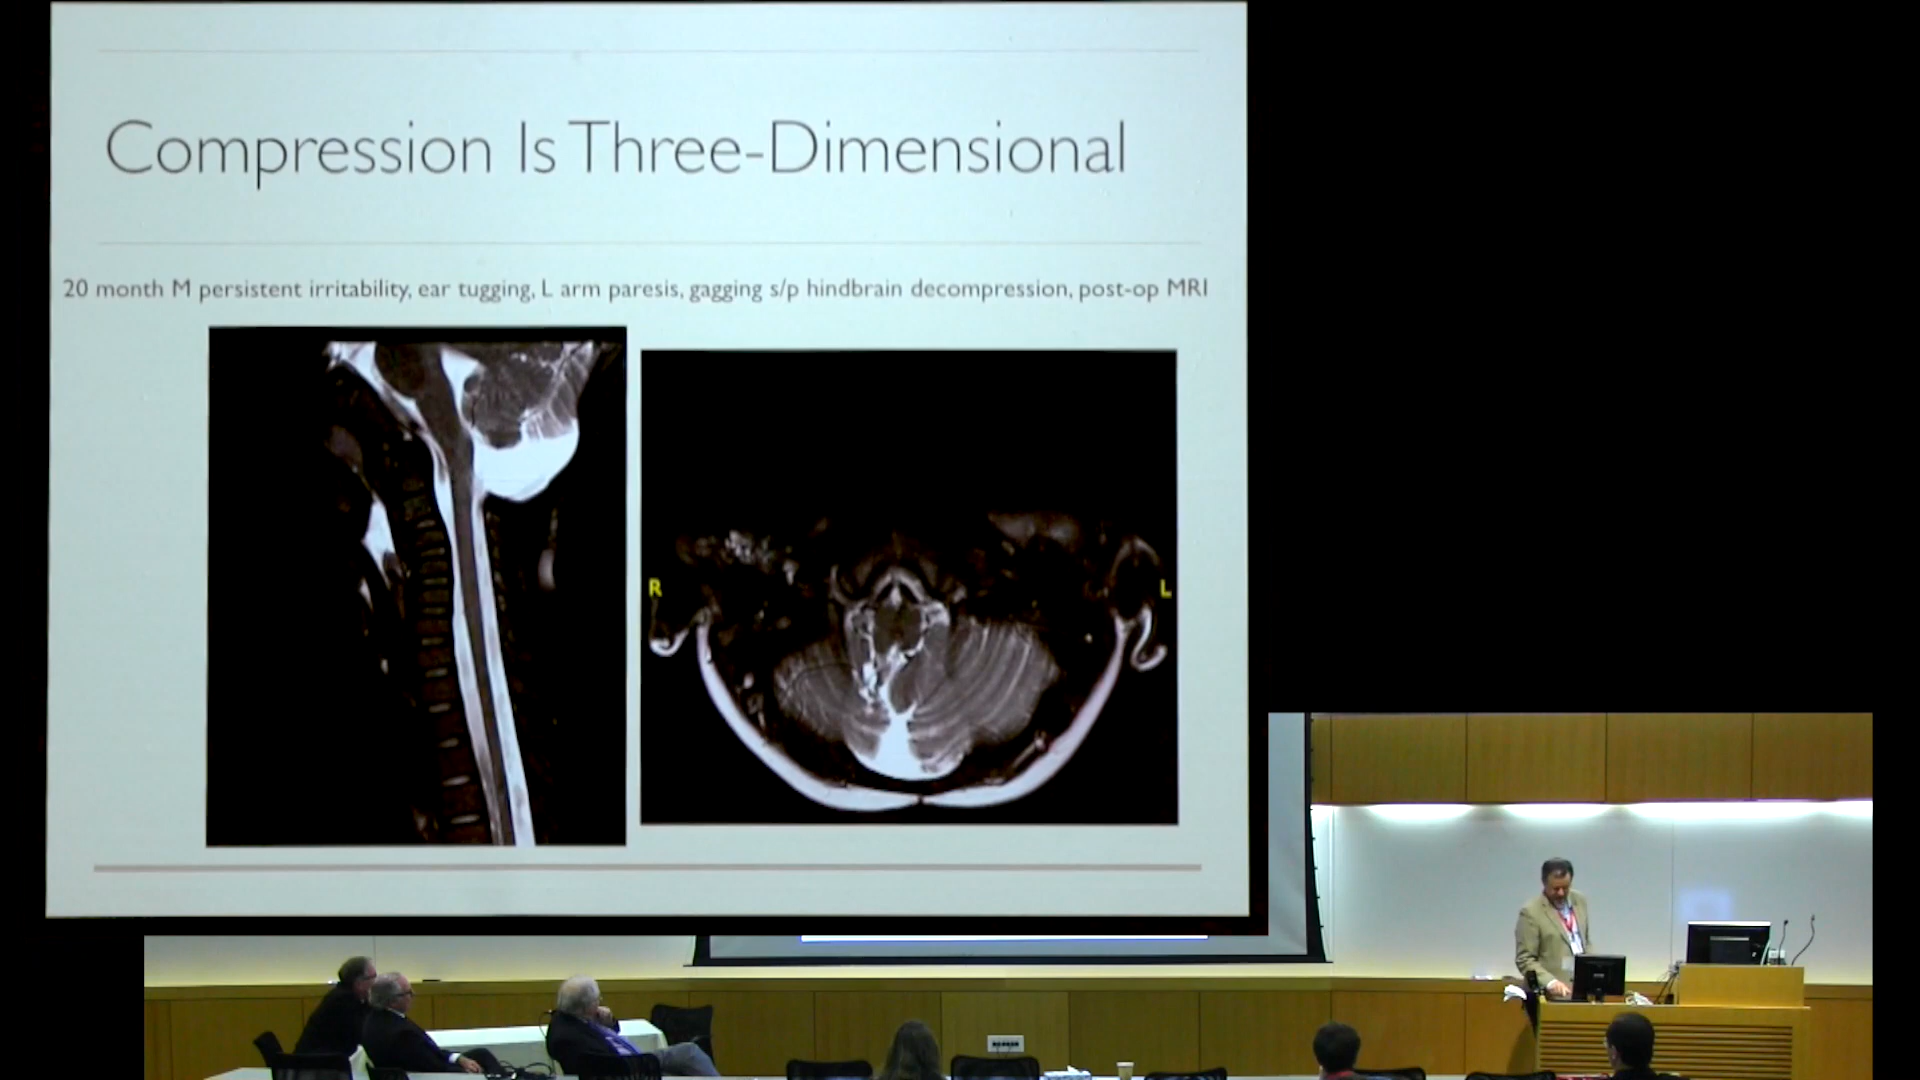 Compression Is Three-Dimensional
20 month M persistent irritability, ear tugging, L arm paresis, gagging s/p hindbrain decompression, post-op MRI
R
L